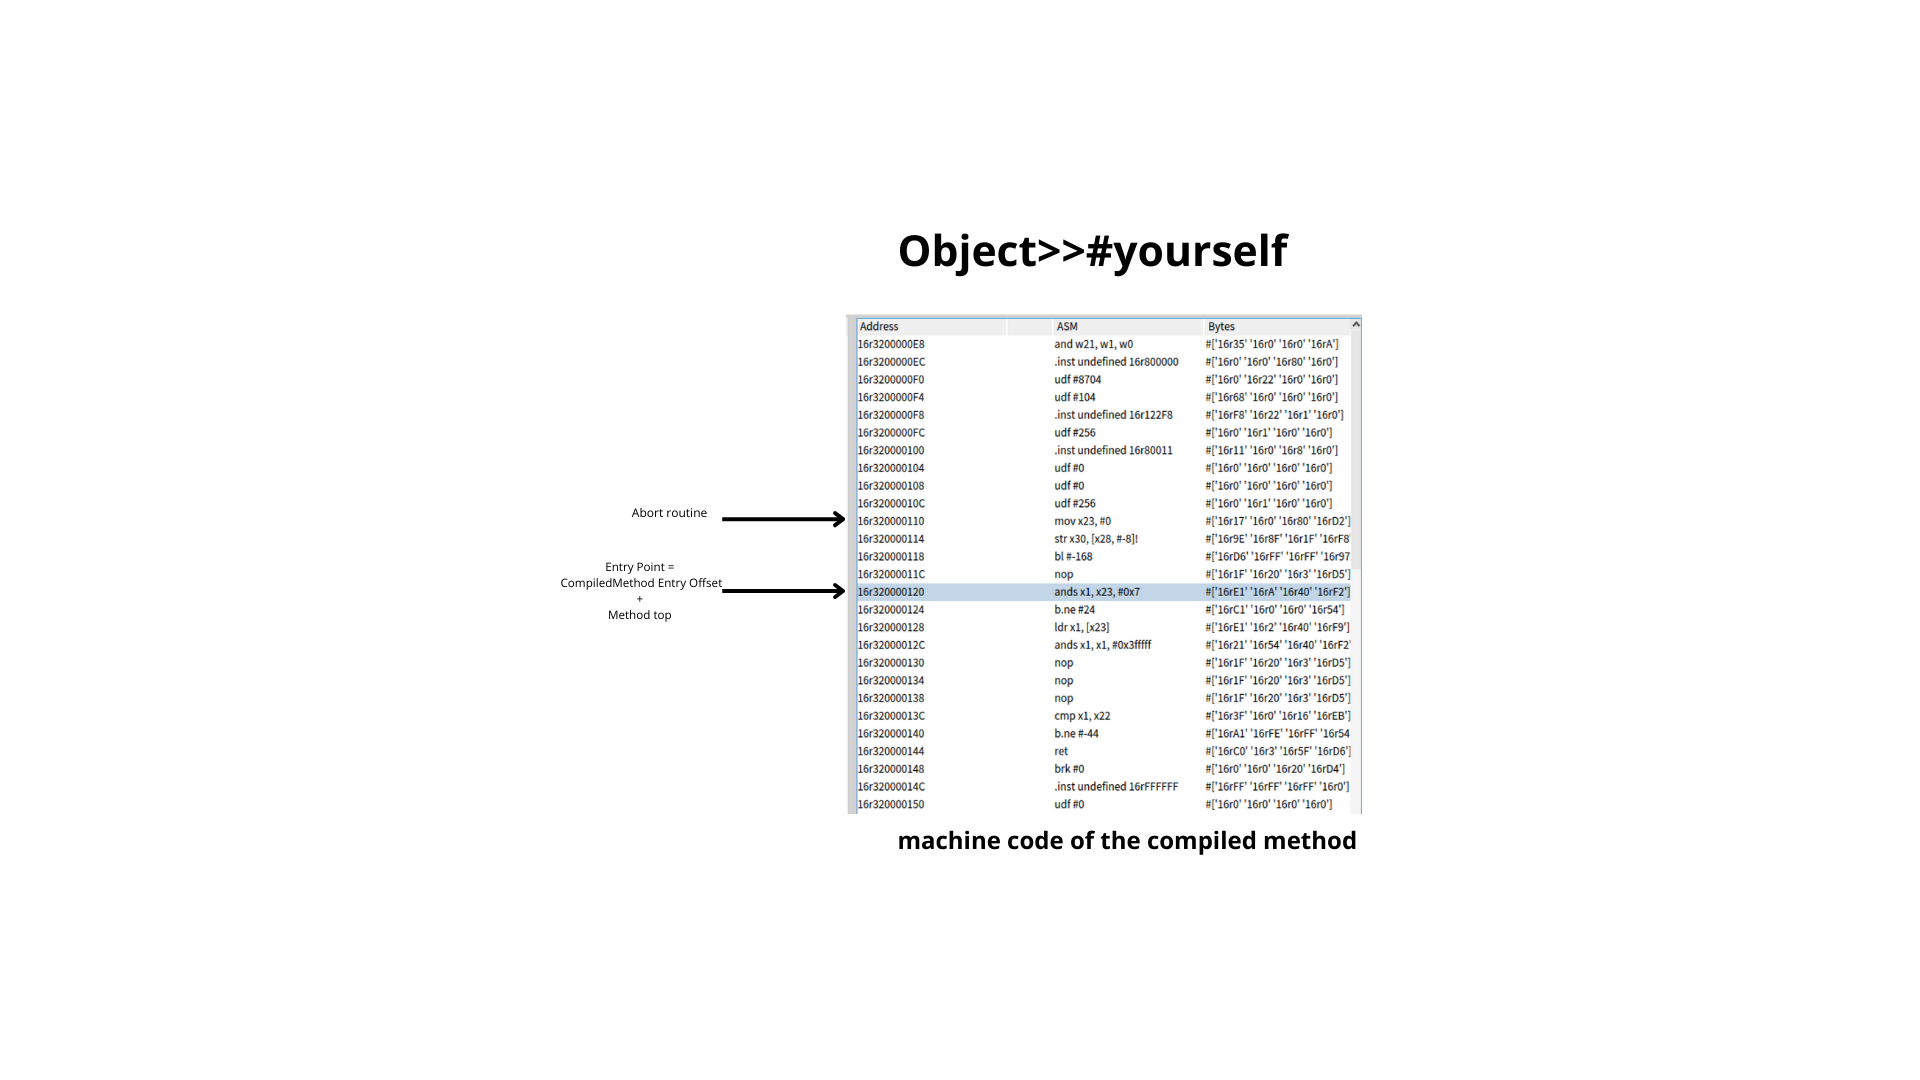 Object>>#yourself
Address ASM Bytes
16r3200000E8 and w21, w1, w0 #['16r35' '16r0' '16r0' '16rA']
16r3200000EC .inst undefined 16r800000 #['16r0' '16r0' '16r80' '16r0']
16r3200000F0 udf #8704 #['16r0' '16r22' '16r0' '16r0']
16r3200000F4 udf #104 #['16r68' '16r0' '16r0' '16r0']
16r3200000F8 .inst undefined 16r122F8 #['16rF8' '16r22' '16r1' '16r0']
16r3200000FC udf #256 #['16r0' '16r1' '16r0' '16r0']
16r320000100 .inst undefined 16r80011 #['16r11' '16r0' '16r8' '16r0']
16r320000104 udf #0 #['16r0' '16r0' '16r0' '16r0']
16r320000108 udf #0 #['16r0' '16r0' '16r0' '16r0']
16r32000010C udf #256 #['16r0' '16r1' '16r0' '16r0']
Abort routine
16r320000110 mov x23, #0 #['16r17' '16r0' '16r80' '16rD2']
16r320000114 str x30, [x28, #-8]! #['16r9E' '16r8F' '16r1F' '16rF8'
16r320000118 bl #-168 #['16rD6' '16rFF' '16rFF' '16r97
16r32000011C nop #['16r1F' '16r20' '16r3' '16rD5']
Entry Point =
CompiledMethod Entry Offset
+
Method top
16r320000120 ands x1, x23, #0x7 #['16rE1' '16rA' '16r40' '16rF2']
16r320000124 b.ne #24 #['16rC1' '16r0' '16r0' '16r54']
16r320000128 ldr x1, [x23] #['16rE1' '16r2' '16r40' '16rF9']
16r32000012C ands x1, x1, #0x3fffff #['16r21' '16r54' '16r40' '16rF2'
16r320000130 nop #['16r1F' '16r20' '16r3' '16rD5']
16r320000134 nop #['16r1F' '16r20' '16r3' '16rD5']
16r320000138 nop #['16r1F' '16r20' '16r3' '16rD5']
16r32000013C cmp x1, x22 #['16r3F' '16r0' '16r16' '16rEB']
16r320000140 b.ne #-44 #['16rA1' '16rFE' '16rFF' '16r54
16r320000144 ret #['16rC0' '16r3' '16r5F' '16rD6']
16r320000148 brk #0 #['16r0' '16r0' '16r20' '16rD4']
16r32000014C .inst undefined 16rFFFFFF #['16rFF' '16rFF' '16rFF' '16r0']
16r320000150 udf #0 #['16r0' '16r0' '16r0' '16r0']
machine code of the compiled method